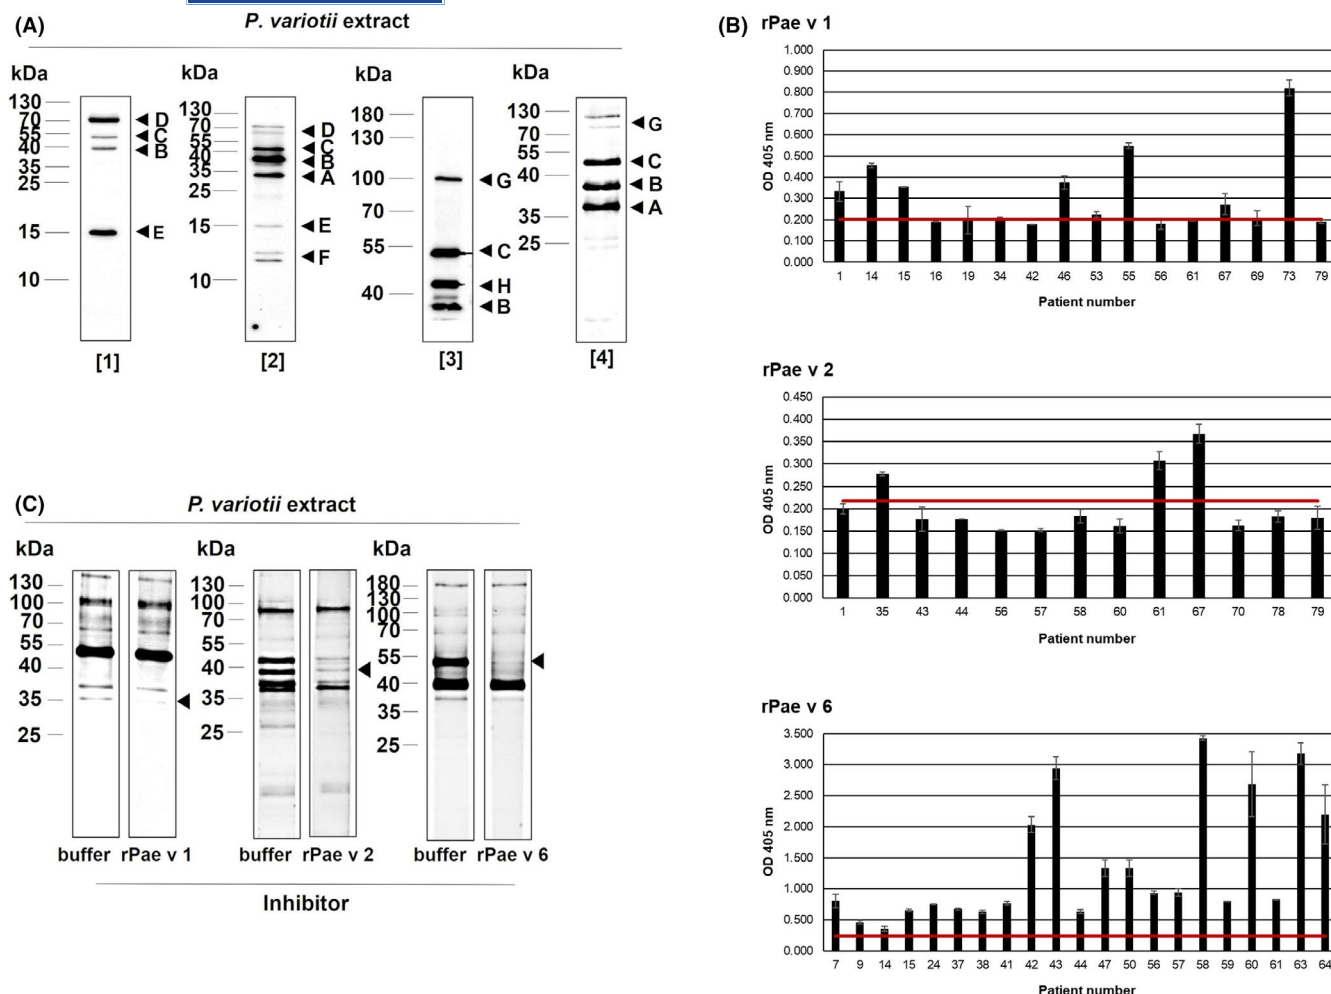 (A)
P. variotii extract
kDa
130
70
55
40
35
25
15
10
D
C
B
E
[1]
kDa
130
70
55
40
35
25
15
10
D
C
B
A
E
F
[2]
kDa
180
130
100
70
55
40
G
C
H
B
[3]
kDa
130
70
55
40
35
25
G
C
B
A
[4]
(B)
rPae v 1
OD 405 nm
1.000
0.900
0.800
0.700
0.600
0.500
0.400
0.300
0.200
0.100
0.000
1 14 15 16 19 34 42 46 53 55 56 61 67 69 73 79
Patient number
rPae v 2
OD 405 nm
0.450
0.400
0.350
0.300
0.250
0.200
0.150
0.100
0.050
0.000
1 35 43 44 56 57 58 60 61 67 70 78 79
Patient number
rPae v 6
OD 405 nm
3.500
3.000
2.500
2.000
1.500
1.000
0.500
0.000
7 9 14 15 24 37 38 41 42 43 44 47 50 56 57 58 59 60 61 63 64
Patient number
(C)
P. variotii extract
kDa
130
100
70
55
40
35
25
buffer rPae v 1
kDa
130
100
70
55
40
35
25
buffer rPae v 2
kDa
180
130
100
70
55
40
35
25
buffer rPae v 6
Inhibitor